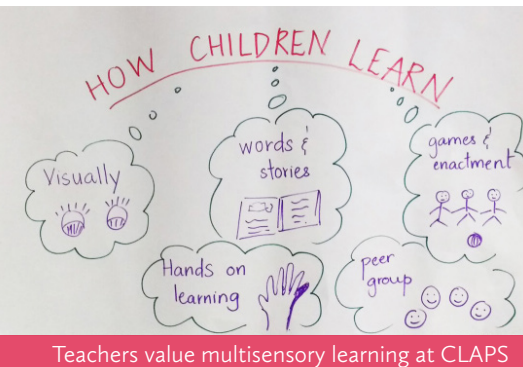 HOW CHILDREN LEARN
Visually
words &
stories
games &
enactment
Hands on
learning
peer
group
Teachers value multisensory learning at CLAPS